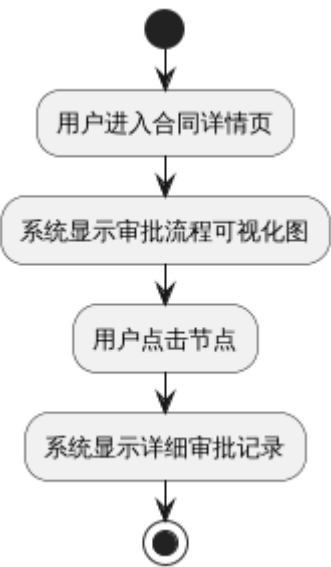 用户进入合同详情页
系统显示审批流程可视化图
用户点击节点
系统显示详细审批记录